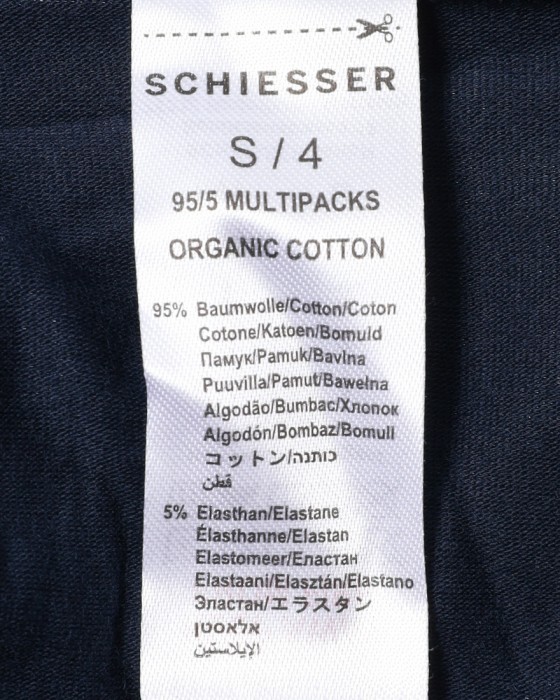 SCHIESSER
S / 4
95/5 MULTIPACKS
ORGANIC COTTON
95% Baumwolle/Cotton/Coton
Cotone/Katoen/Bomuld
Памук/Pamuk/Bavlna
Puuvilla/Pamut/Bawełna
Algodão/Bumbac/Хлопок
Algodón/Bombaz/Bomull
コットン/כותנה
قطن
5% Elasthan/Elastane
Élasthanne/Elastan
Elastomeer/Еластан
Elastaani/Elasztán/Elastano
Эластан/エラスタン
אלאסטן
الإيلاستين